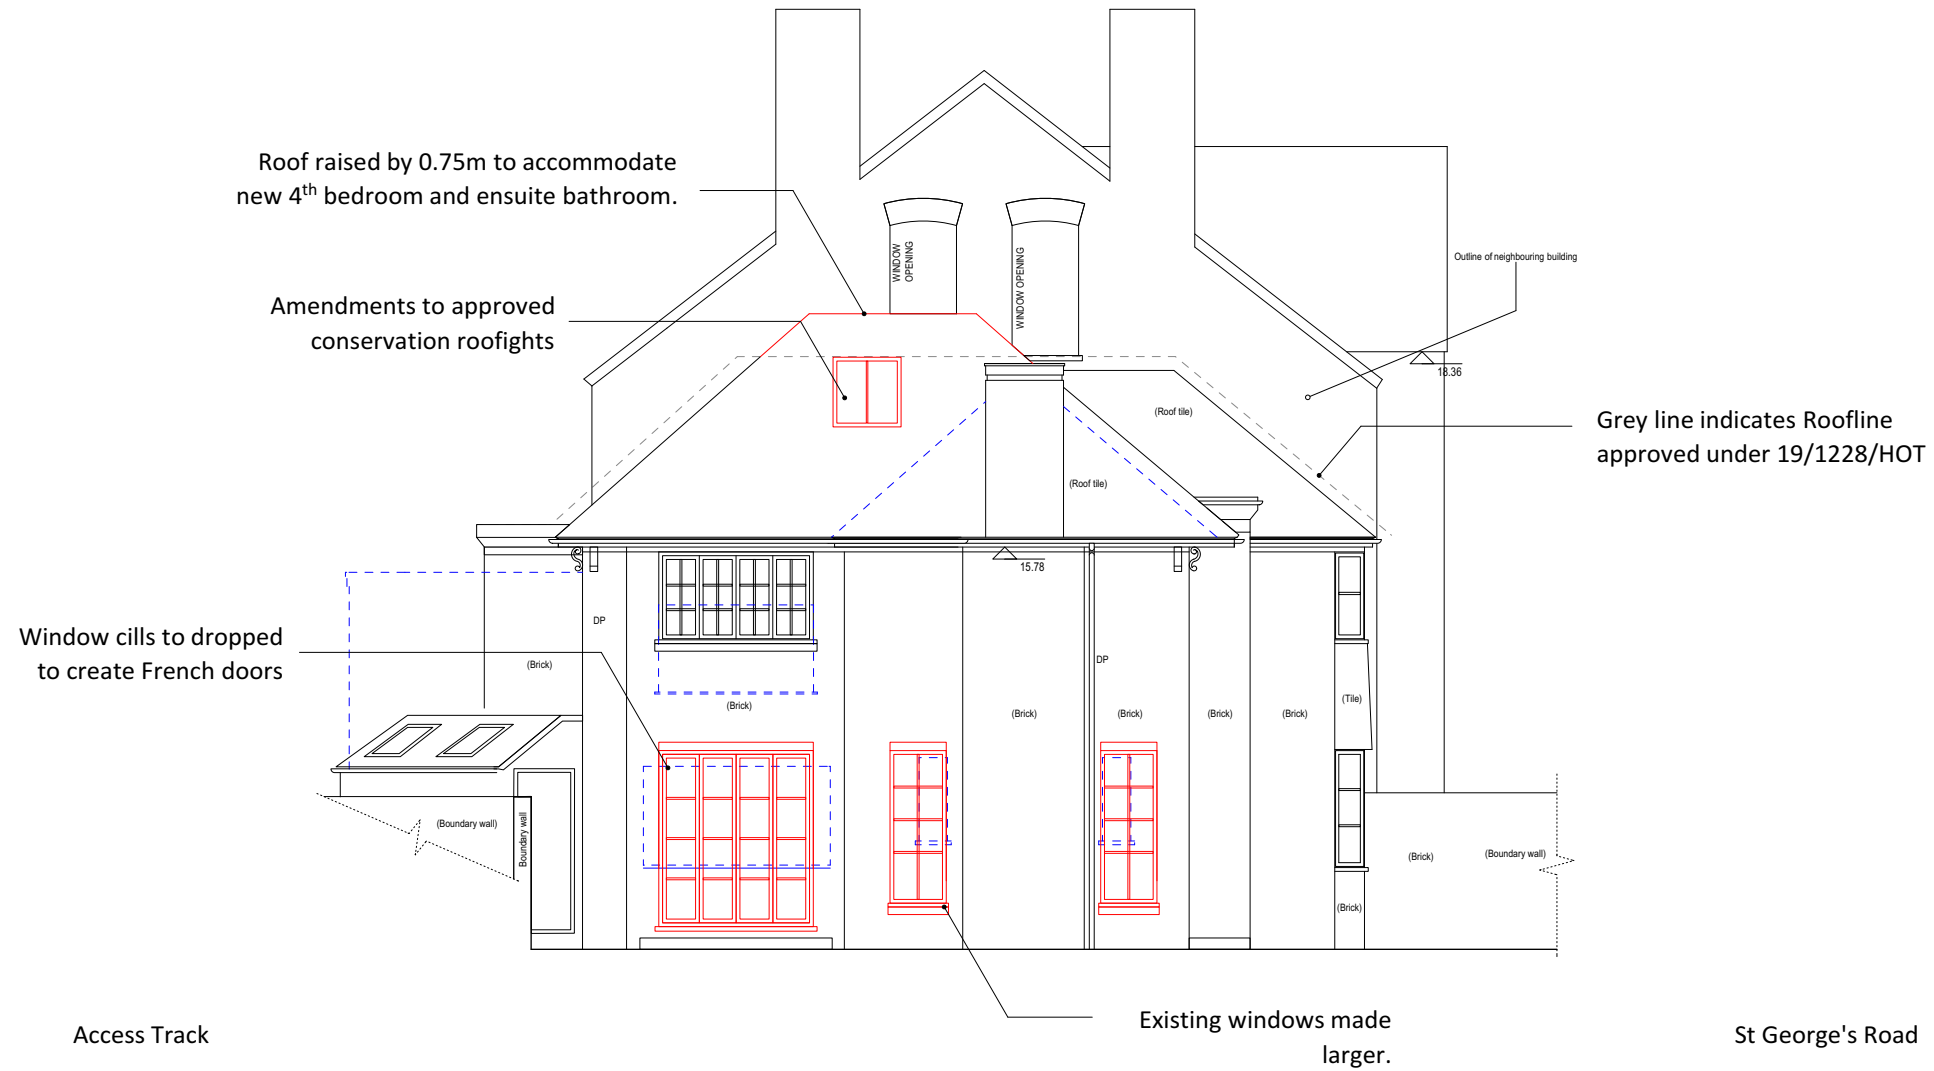 Roof raised by 0.75m to accommodate
new 4th bedroom and ensuite bathroom.
WINDOW
OPENING
WINDOW OPENING
Outline of neighbouring building
Amendments to approved
conservation roofights
18.36
(Roof tile)
Grey line indicates Roofline
approved under 19/1228/HOT
(Roof tile)
15.78
DP
Window cills to dropped
to create French doors
(Brick)
DP
(Brick)
(Brick)
(Brick)
(Brick)
(Brick)
(Tile)
(Boundary wall)
Boundary wall
(Brick)
(Boundary wall)
(Brick)
Existing windows made
larger.
Access Track
St George's Road